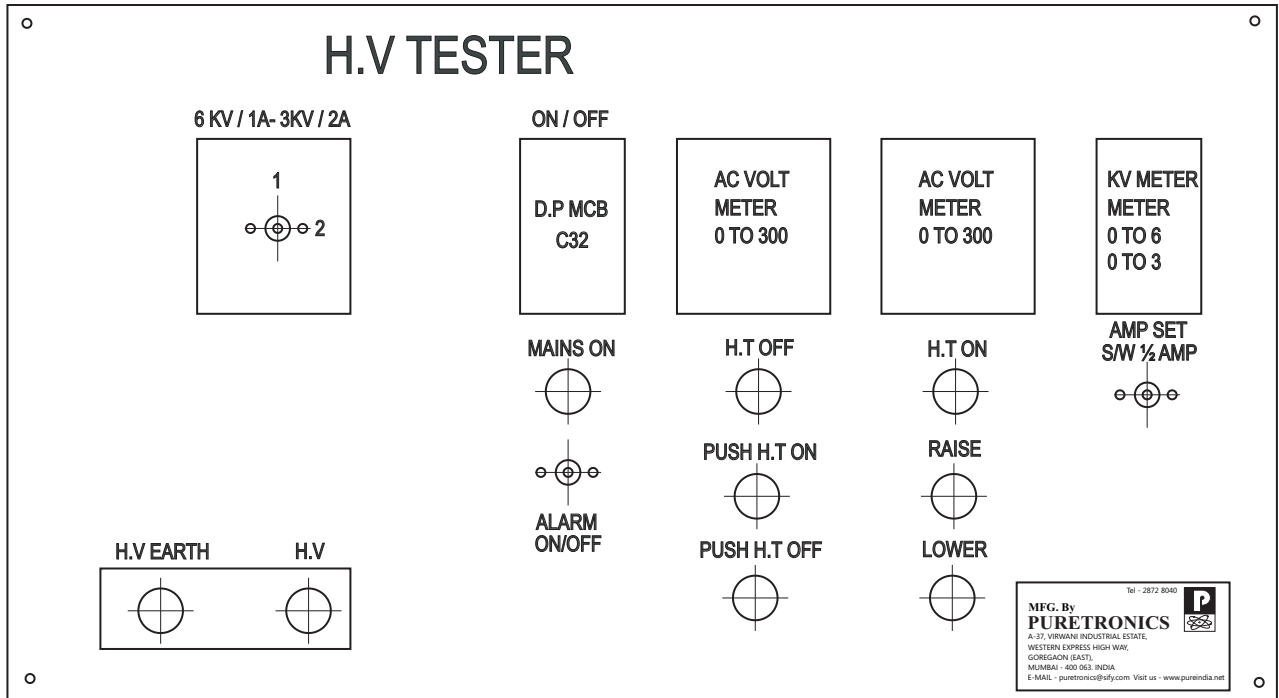 H.V TESTER
6 KV / 1A- 3KV / 2A
1
2
ON / OFF
D.P MCB
C32
AC VOLT
METER
0 TO 300
AC VOLT
METER
0 TO 300
KV METER
METER
0 TO 6
0 TO 3
MAINS ON
H.T OFF
H.T ON
AMP SET
S/W ½ AMP
PUSH H.T ON
RAISE
ALARM
ON/OFF
PUSH H.T OFF
LOWER
H.V EARTH
H.V
Tel - 2872 8040
P
MFG. By
PURETRONICS
A-37, VIRWANI INDUSTRIAL ESTATE,
WESTERN EXPRESS HIGH WAY,
GOREGAON (EAST),
MUMBAI - 400 063. INDIA
E-MAIL - puretronics@sify.com Visit us - www.pureindia.net